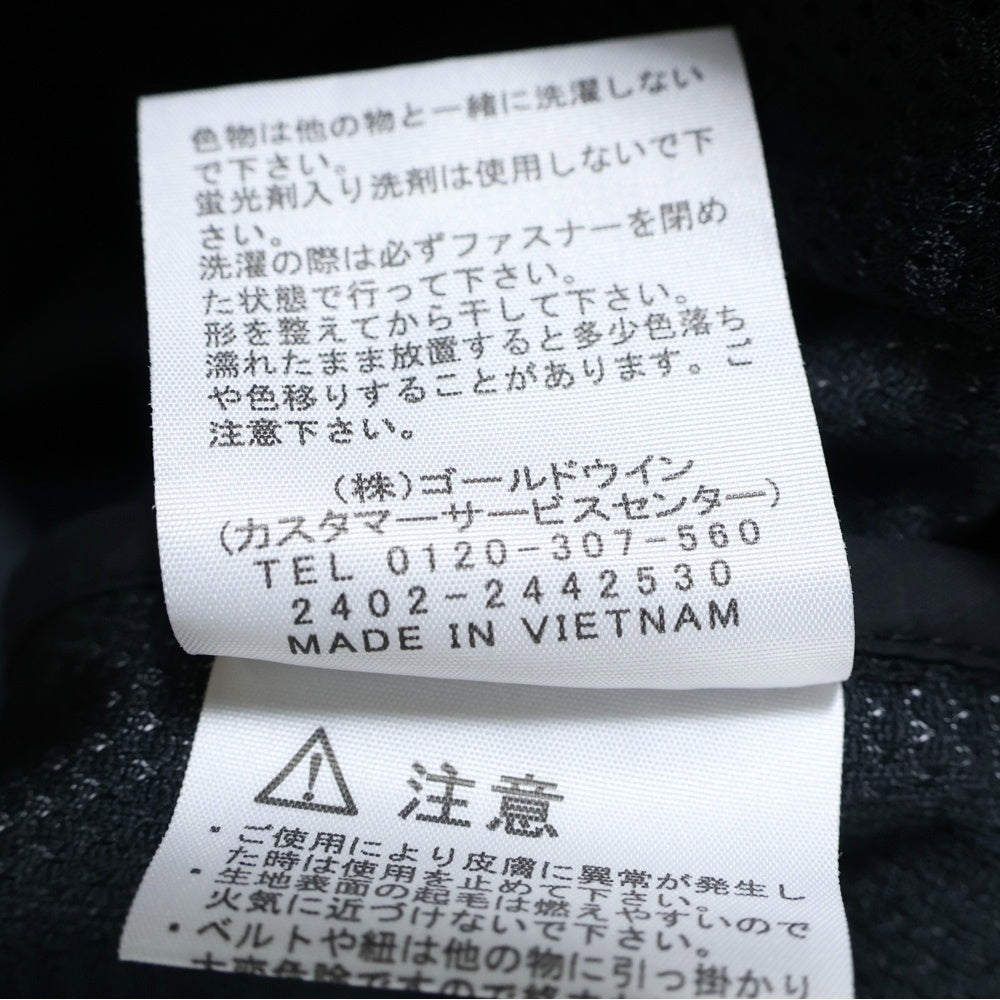 色物は他の物と一緒に洗濯しない
で下さい。
蛍光剤入り洗剤は使用しないで下
さい。
洗濯の際は必ずファスナーを閉め
た状態で行って下さい。
形を整えてから干して下さい。
濡れたまま放置すると多少色落ち
や色移りすることがあります。ご
注意下さい。
(株)ゴールドウイン
(カスタマーサービスセンター)
TEL 0120-307-560
2402-2442530
MADE IN VIETNAM
注意
・ご使用により皮膚に異常が発生し
た時は使用を止めて下さい。
・生地表面の起毛は燃えやすいので
火気に近づけないで下さい。
・ベルトや紐は他の物に引っ掛かり
大変危険ですので